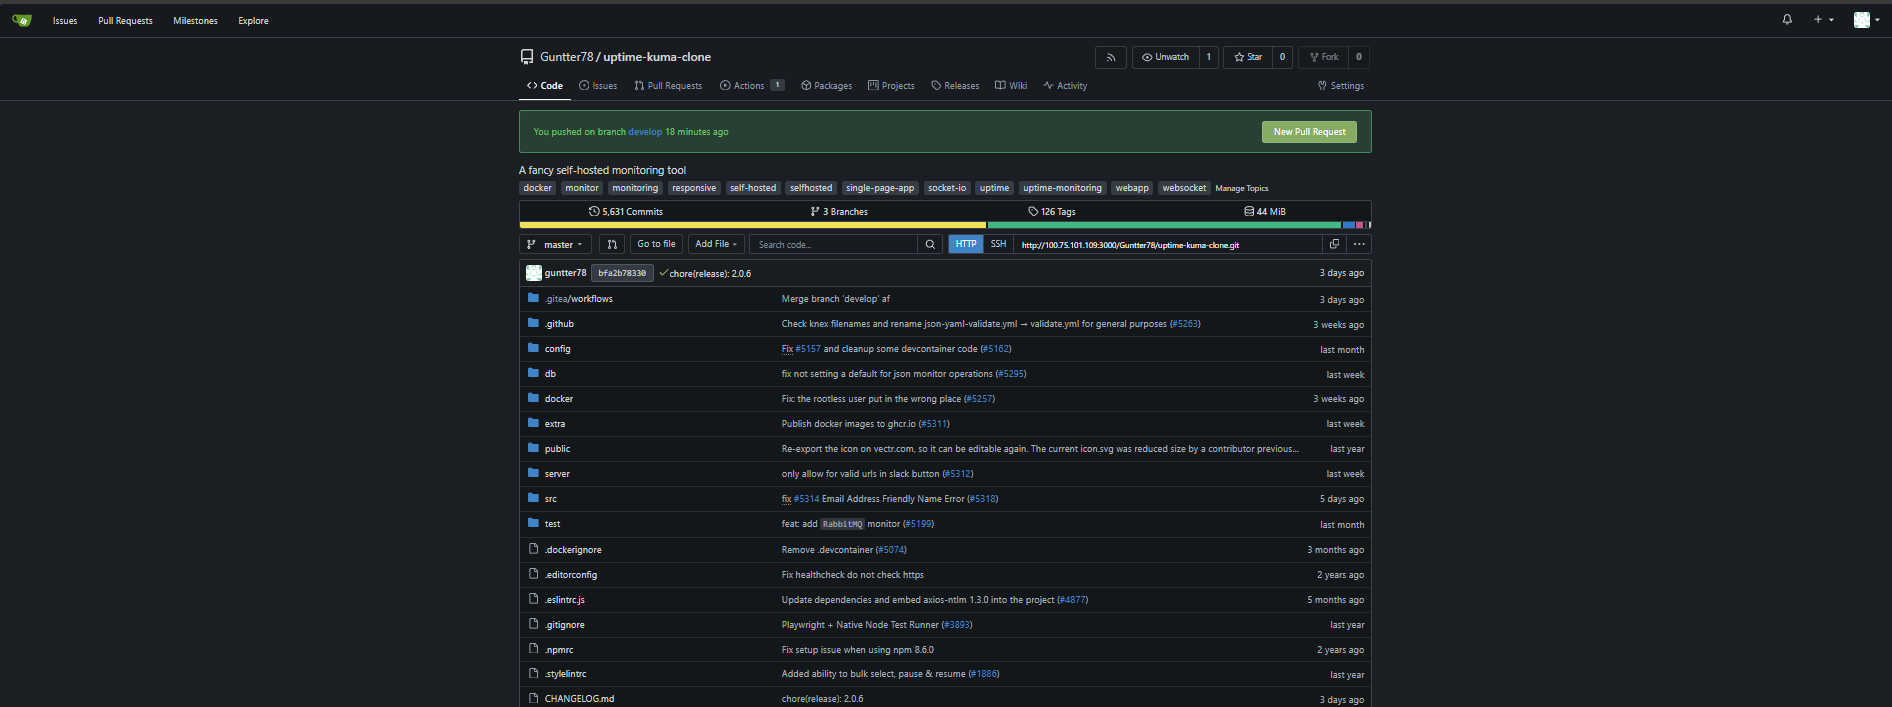 Issues Pull Requests Milestones Explore
Guntter78 / uptime-kuma-clone
Unwatch 1 Star 0 Fork 0
Code Issues Pull Requests Actions 1 Packages Projects Releases Wiki Activity Settings
You pushed on branch develop 18 minutes ago New Pull Request
A fancy self-hosted monitoring tool
docker monitor monitoring responsive self-hosted selfhosted single-page-app socket-io uptime uptime-monitoring webapp websocket Manage Topics
5,631 Commits 3 Branches 126 Tags 44 MiB
master Go to file Add File Search code... HTTP SSH http://100.75.101.109:3000/Guntter78/uptime-kuma-clone.git
guntter78 bfa2b78330 chore(release): 2.0.6 3 days ago
.gitea/workflows Merge branch 'develop' af 3 days ago
.github Check knex filenames and rename json-yaml-validate.yml → validate.yml for general purposes (#5263) 3 weeks ago
config Fix #5157 and cleanup some devcontainer code (#5162) last month
db fix not setting a default for json monitor operations (#5295) last week
docker Fix: the rootless user put in the wrong place (#5257) 3 weeks ago
extra Publish docker images to ghcr.io (#5311) last week
public Re-export the icon on vectr.com, so it can be editable again. The current icon.svg was reduced size by a contributor previous... last year
server only allow for valid urls in slack button (#5312) last week
src fix #5314 Email Address Friendly Name Error (#5318) 5 days ago
test feat: add RabbitMQ monitor (#5199) last month
.dockerignore Remove .devcontainer (#5074) 3 months ago
.editorconfig Fix healthcheck do not check https 2 years ago
.eslintrc.js Update dependencies and embed axios-ntlm 1.3.0 into the project (#4877) 5 months ago
.gitignore Playwright + Native Node Test Runner (#3893) last year
.npmrc Fix setup issue when using npm 8.6.0 2 years ago
.stylelintrc Added ability to bulk select, pause & resume (#1886) last year
CHANGELOG.md chore(release): 2.0.6 3 days ago